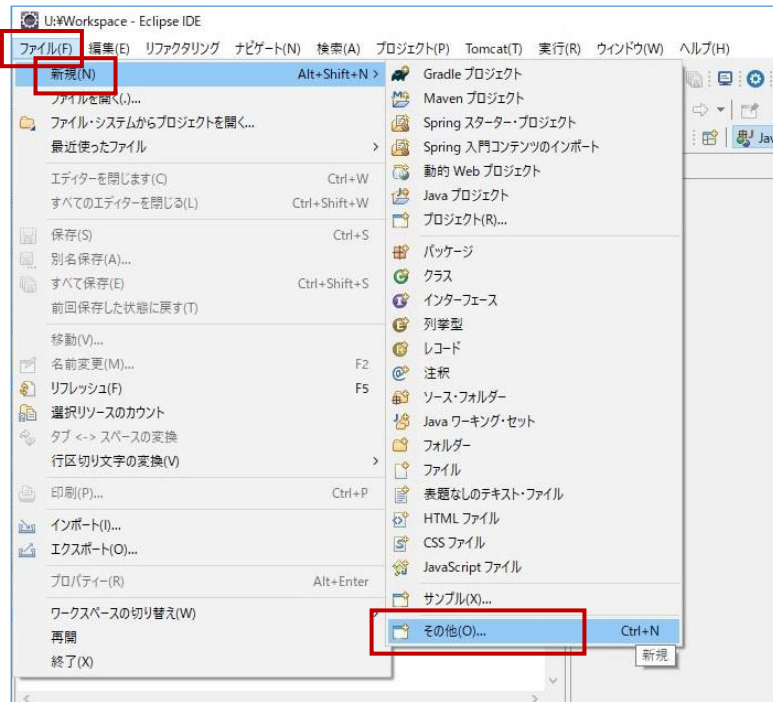 U:¥Workspace - Eclipse IDE
ファイル(F) 編集(E) リファクタリング ナビゲート(N) 検索(A) プロジェクト(P) Tomcat(T) 実行(R) ウィンドウ(W) ヘルプ(H)
新規(N) Alt+Shift+N >
ファイルを開く(.)...
ファイル・システムからプロジェクトを開く...
最近使ったファイル >
エディターを閉じます(C) Ctrl+W
すべてのエディターを閉じる(L) Ctrl+Shift+W
保存(S) Ctrl+S
別名保存(A)...
すべて保存(E) Ctrl+Shift+S
前回保存した状態に戻す(T)
移動(V)...
名前変更(M)... F2
リフレッシュ(F) F5
選択リソースのカウント
タブ <-> スペースの変換
行区切り文字の変換(V) >
印刷(P)... Ctrl+P
インポート(I)...
エクスポート(O)...
プロパティー(R) Alt+Enter
ワークスペースの切り替え(W) >
再開
終了(X)
Gradle プロジェクト
Maven プロジェクト
Spring スターター・プロジェクト
Spring 入門コンテンツのインポート
動的 Web プロジェクト
Java プロジェクト
プロジェクト(R)...
パッケージ
クラス
インターフェース
列挙型
レコード
注釈
ソース・フォルダー
Java ワーキング・セット
フォルダー
ファイル
表題なしのテキスト・ファイル
HTML ファイル
CSS ファイル
JavaScript ファイル
サンプル(X)...
その他(O)... Ctrl+N
新規